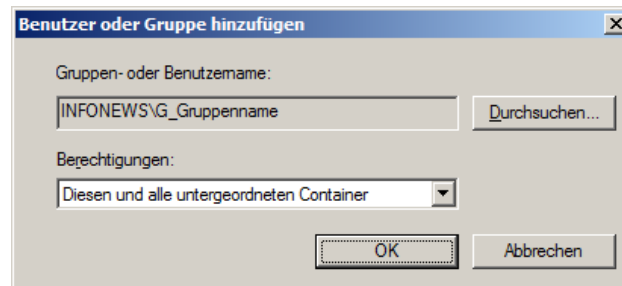 Benutzer oder Gruppe hinzufügen
Gruppen- oder Benutzername:
INFONEWS\G_Gruppenname
Durchsuchen...
Berechtigungen:
Diesen und alle untergeordneten Container
OK
Abbrechen